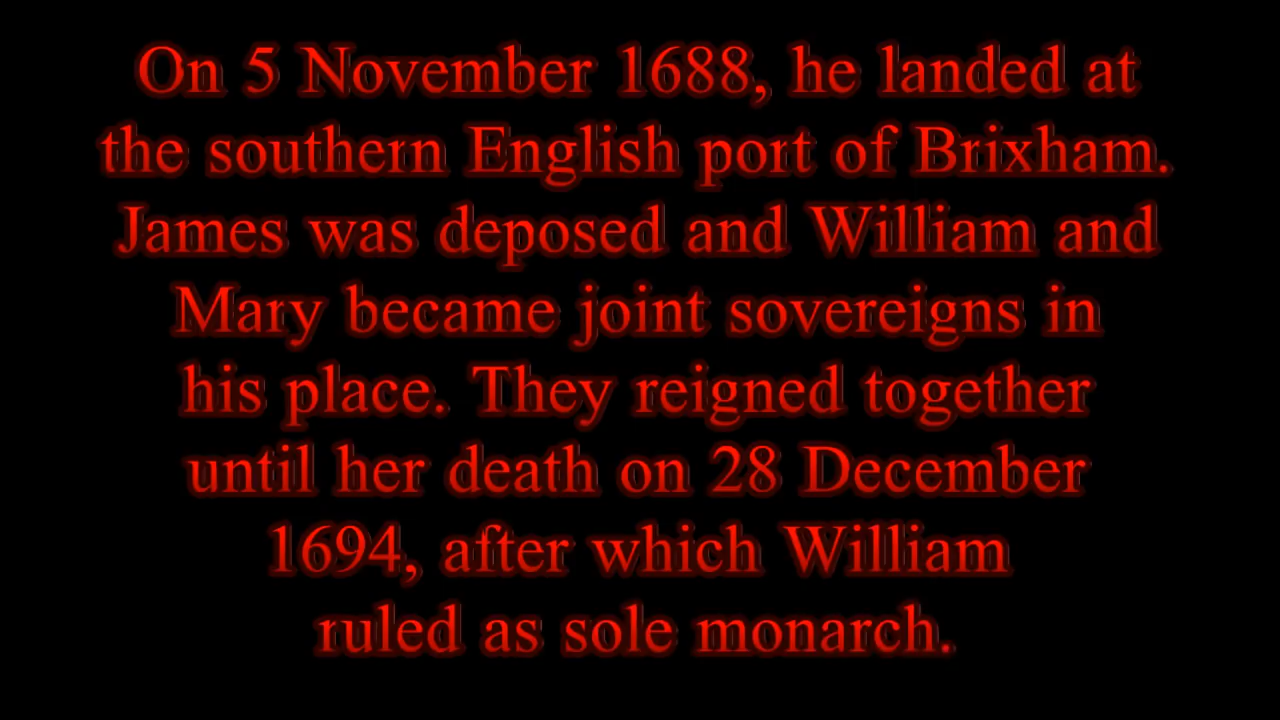 On 5 November 1688, he landed at
the southern English port of Brixham.
James was deposed and William and
Mary became joint sovereigns in
his place. They reigned together
until her death on 28 December
1694, after which William
ruled as sole monarch.